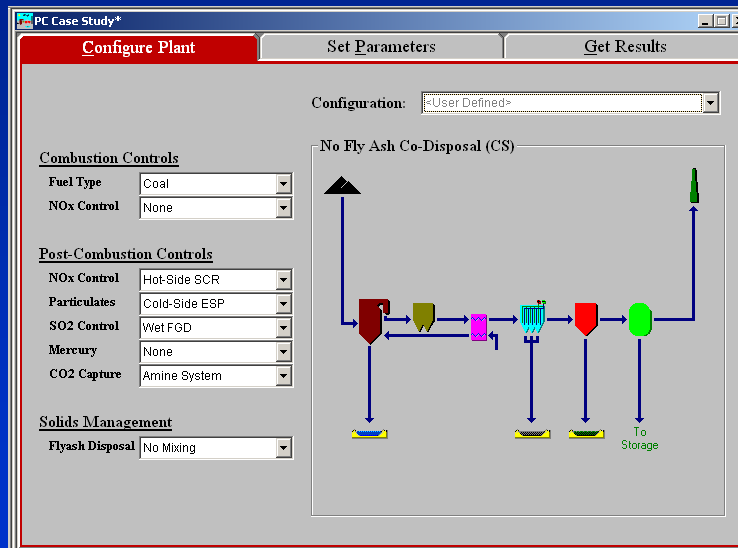 PC Case Study*
Configure Plant
Set Parameters
Get Results
Configuration:
<User Defined>
No Fly Ash Co-Disposal (CS)
Combustion Controls
Fuel Type
Coal
NOx Control
None
Post-Combustion Controls
NOx Control
Hot-Side SCR
Particulates
Cold-Side ESP
SO2 Control
Wet FGD
Mercury
None
CO2 Capture
Amine System
Solids Management
Flyash Disposal
No Mixing
To
Storage